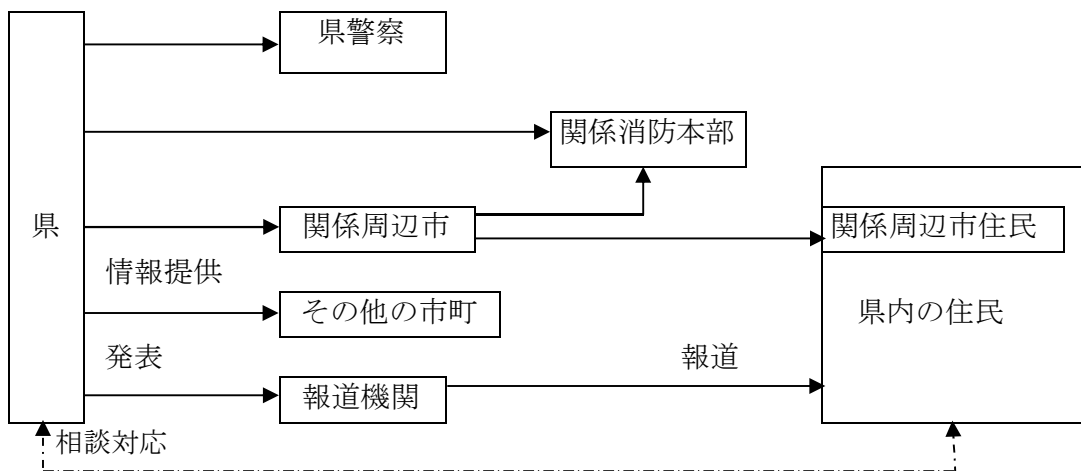 県警察
関係消防本部
県
関係周辺市
関係周辺市住民
情報提供
その他の市町
県内の住民
発表
報道
報道機関
相談対応